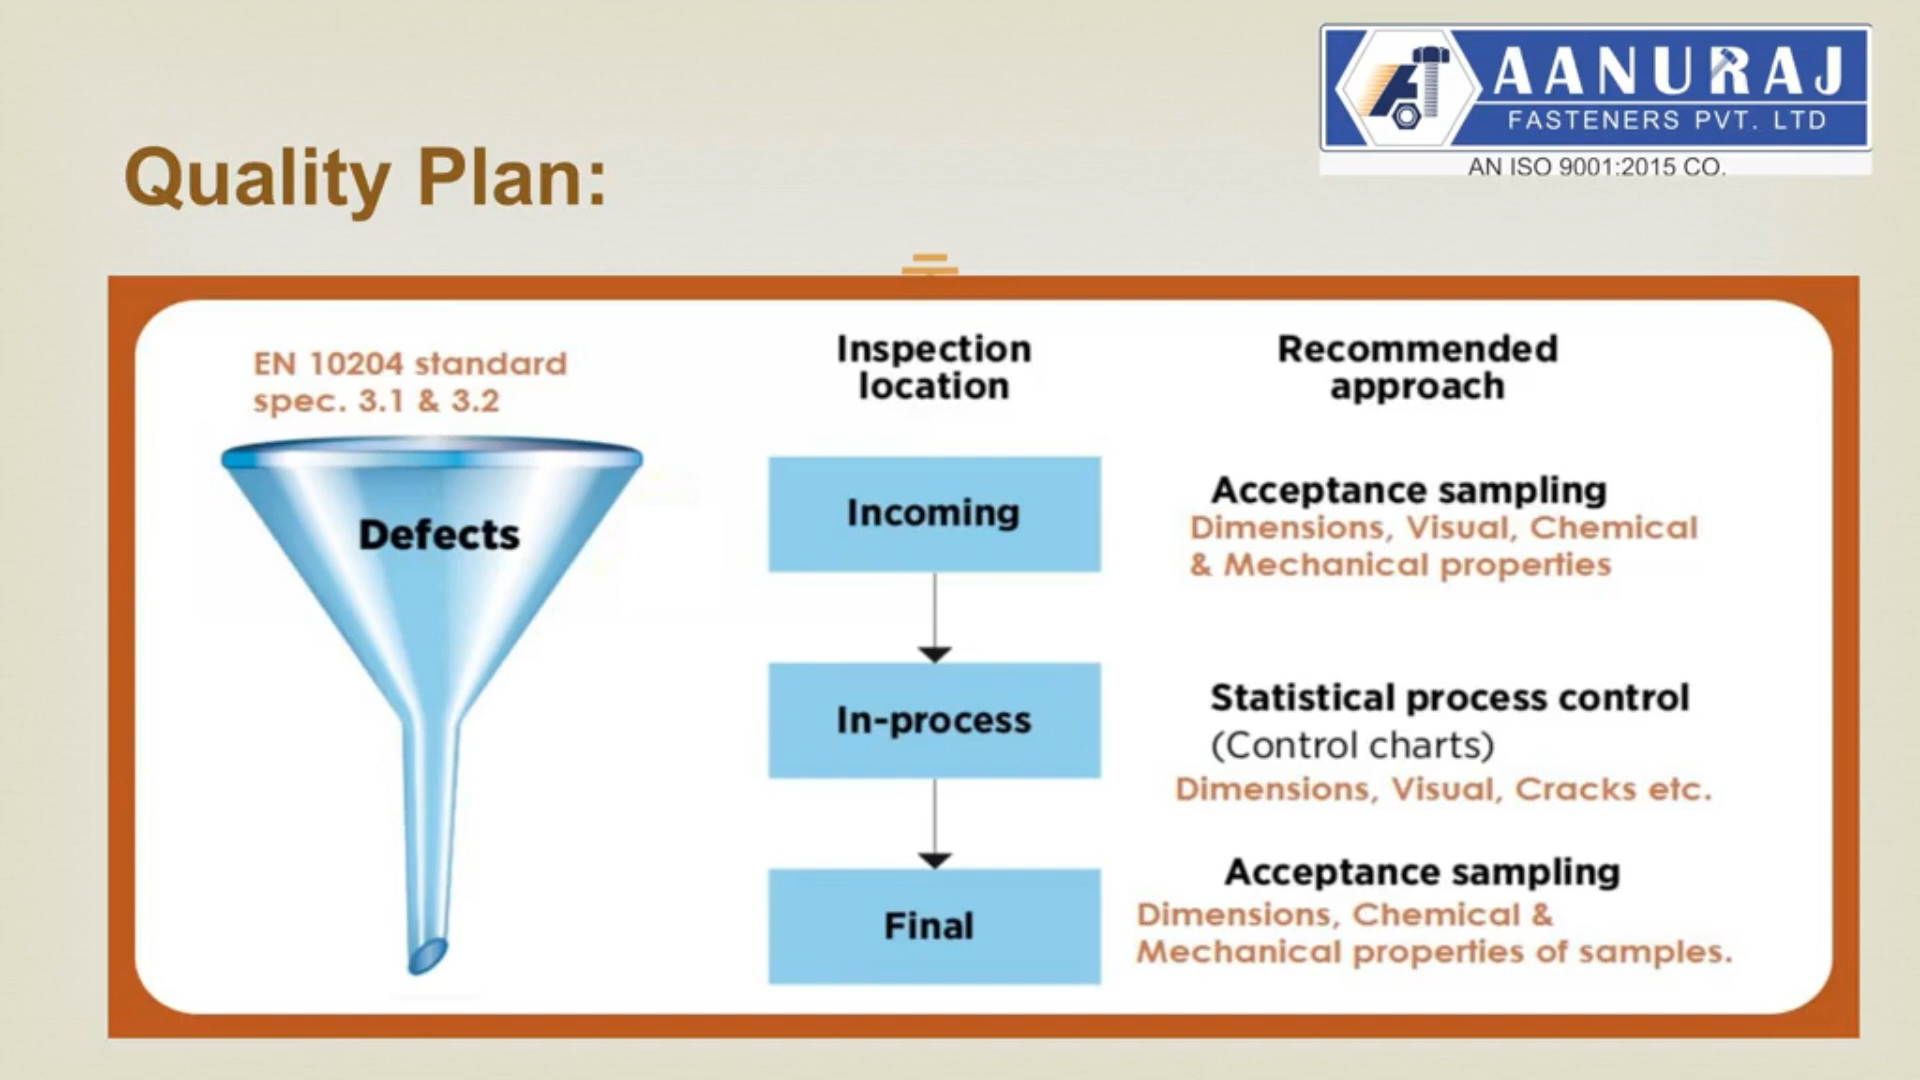 AANURAJ
FASTENERS PVT. LTD
AN ISO 9001:2015 CO.
Quality Plan:
EN 10204 standard
spec. 3.1 & 3.2
Defects
Inspection
location
Recommended
approach
Incoming
Acceptance sampling
Dimensions, Visual, Chemical
& Mechanical properties
In-process
Statistical process control
(Control charts)
Dimensions, Visual, Cracks etc.
Final
Acceptance sampling
Dimensions, Chemical &
Mechanical properties of samples.